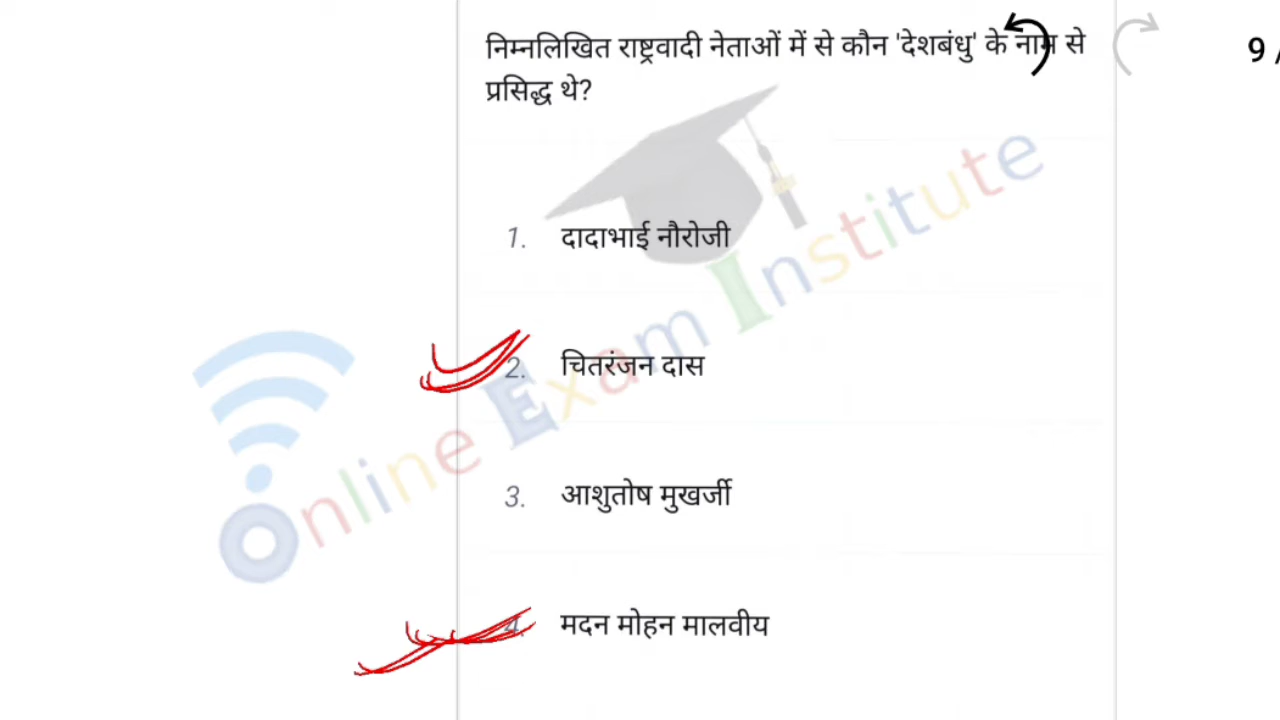 निम्नलिखित राष्ट्रवादी नेताओं में से कौन 'देशबंधु' के नाम से
प्रसिद्ध थे?
9 /
1. दादाभाई नौरोजी
2. चितरंजन दास
3. आशुतोष मुखर्जी
4. मदन मोहन मालवीय
Online Exam Institute